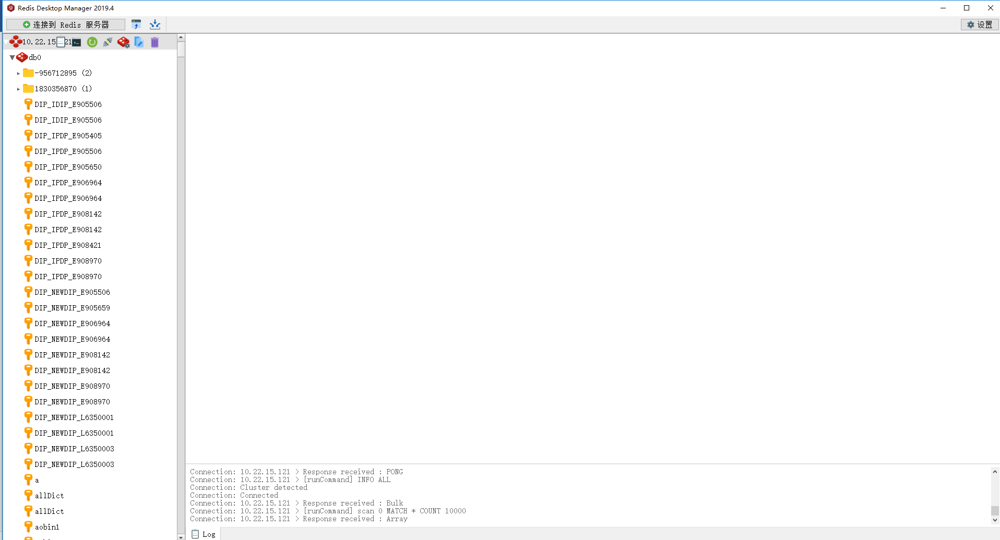 Redis Desktop Manager 2019.4
连接到 Redis 服务器
设置
10.22.15.121
db0
-956712895 (2)
1830356870 (1)
DIP_IDIP_E905506
DIP_IDIP_E905506
DIP_IPDP_E905405
DIP_IPDP_E905506
DIP_IPDP_E905650
DIP_IPDP_E906964
DIP_IPDP_E906964
DIP_IPDP_E908142
DIP_IPDP_E908142
DIP_IPDP_E908421
DIP_IPDP_E908970
DIP_IPDP_E908970
DIP_NEWDIP_E905506
DIP_NEWDIP_E905659
DIP_NEWDIP_E906964
DIP_NEWDIP_E906964
DIP_NEWDIP_E908142
DIP_NEWDIP_E908142
DIP_NEWDIP_E908970
DIP_NEWDIP_E908970
DIP_NEWDIP_L6350001
DIP_NEWDIP_L6350001
DIP_NEWDIP_L6350003
DIP_NEWDIP_L6350003
a
allDict
allDict
aobin1
Connection: 10.22.15.121 > Response received : PONG
Connection: 10.22.15.121 > [runCommand] INFO ALL
Connection: Cluster detected
Connection: Connected
Connection: 10.22.15.121 > Response received : Bulk
Connection: 10.22.15.121 > [runCommand] scan 0 MATCH * COUNT 10000
Connection: 10.22.15.121 > Response received : Array
Log